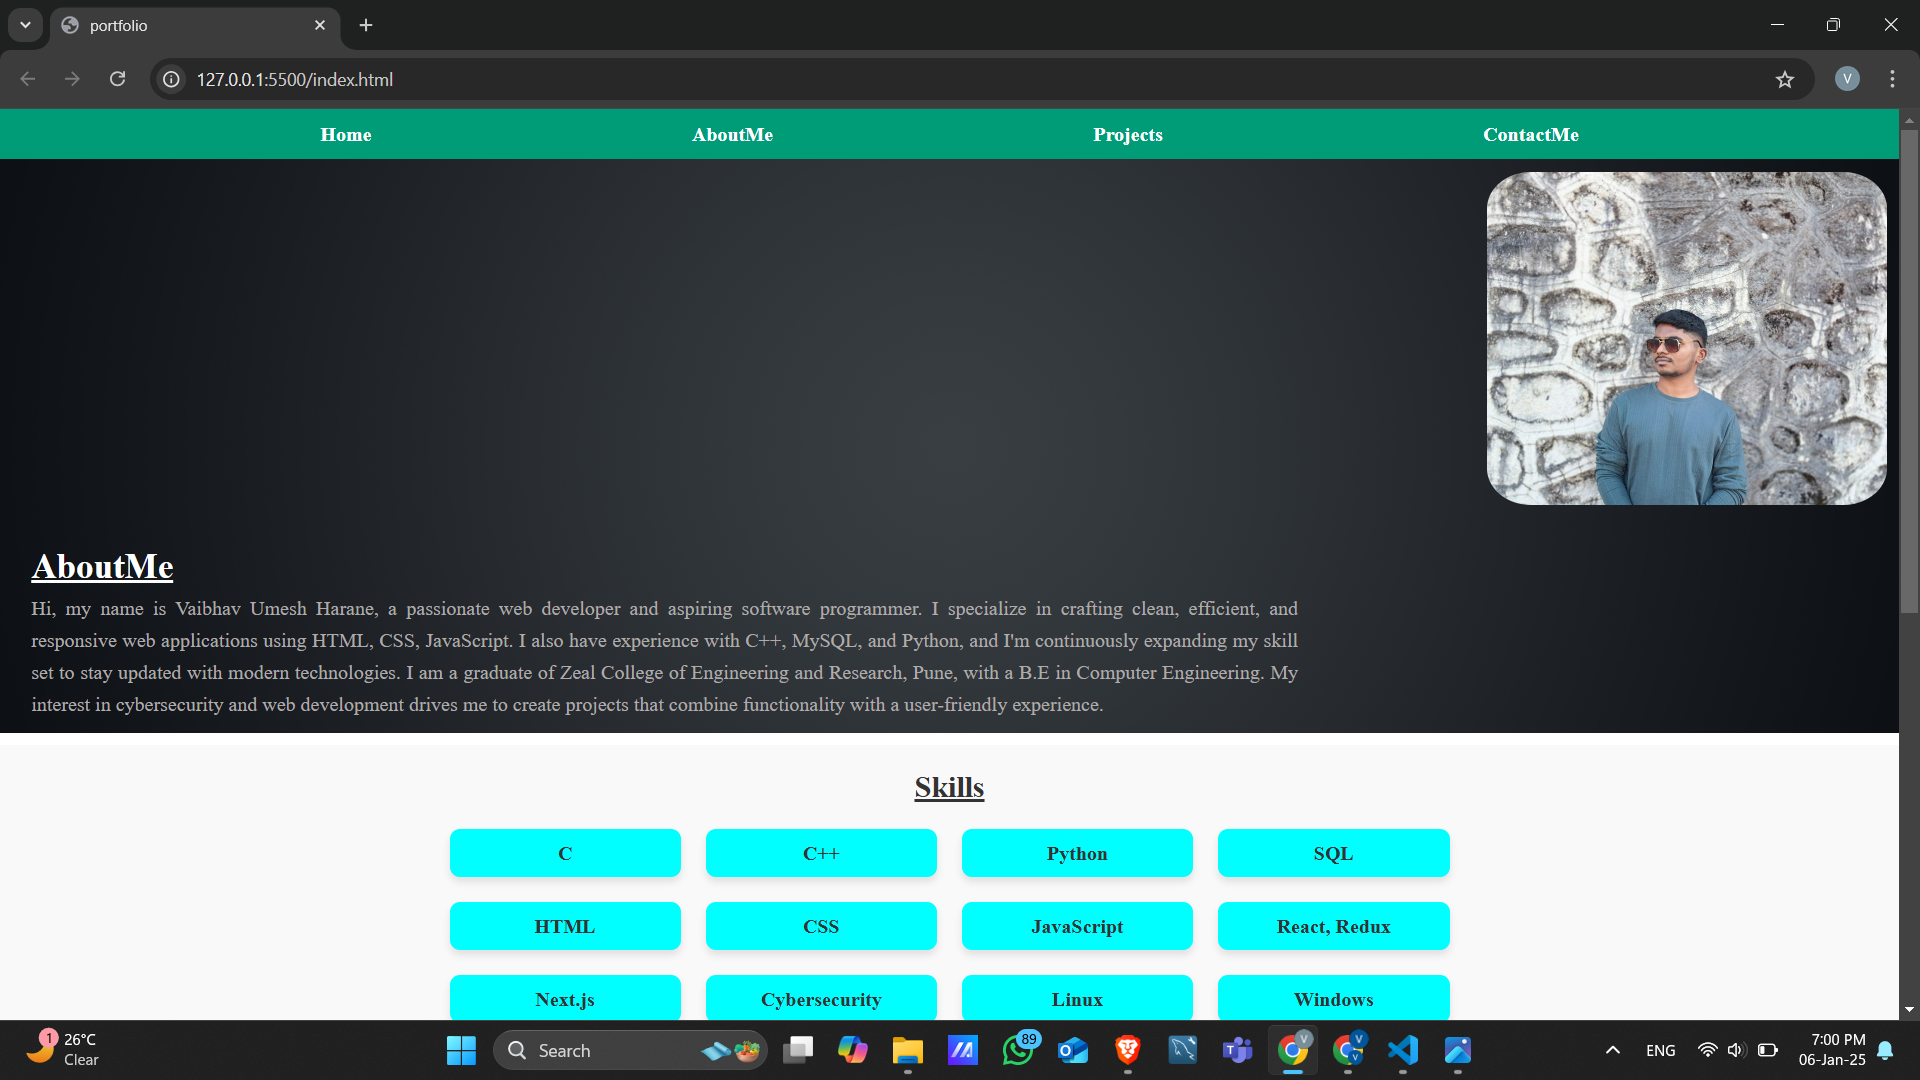 portfolio
127.0.0.1:5500/index.html
V
Home AboutMe Projects ContactMe
AboutMe
Hi, my name is Vaibhav Umesh Harane, a passionate web developer and aspiring software programmer. I specialize in crafting clean, efficient, and
responsive web applications using HTML, CSS, JavaScript. I also have experience with C++, MySQL, and Python, and I'm continuously expanding my skill
set to stay updated with modern technologies. I am a graduate of Zeal College of Engineering and Research, Pune, with a B.E in Computer Engineering. My
interest in cybersecurity and web development drives me to create projects that combine functionality with a user-friendly experience.
Skills
C C++ Python SQL
HTML CSS JavaScript React, Redux
Next.js Cybersecurity Linux Windows
1 26°C
Clear
Search
89
V
V
V
ENG
7:00 PM
06-Jan-25